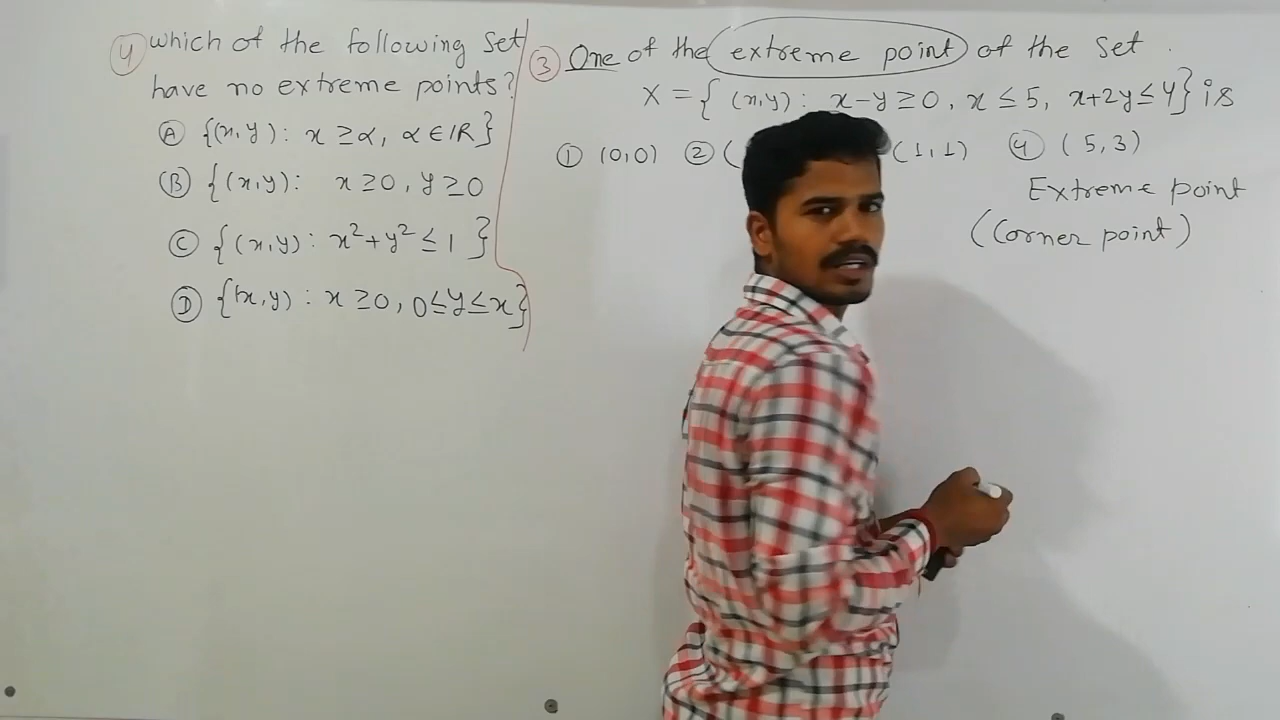 4 which of the following set
have no extreme points?
A {(x,y): x ≥ α, α ∈ IR}
B {(x,y): x ≥ 0, y ≥ 0
C {(x,y): x² + y² ≤ 1}
D {(x,y): x ≥ 0, 0 ≤ y ≤ x}
3 One of the extreme point of the set.
X = { (x,y): x-y ≥ 0, x ≤ 5, x+2y ≤ 4} is
1 (0,0) 2 ( (1,1) 4 (5,3)
Extreme point
(Corner point)